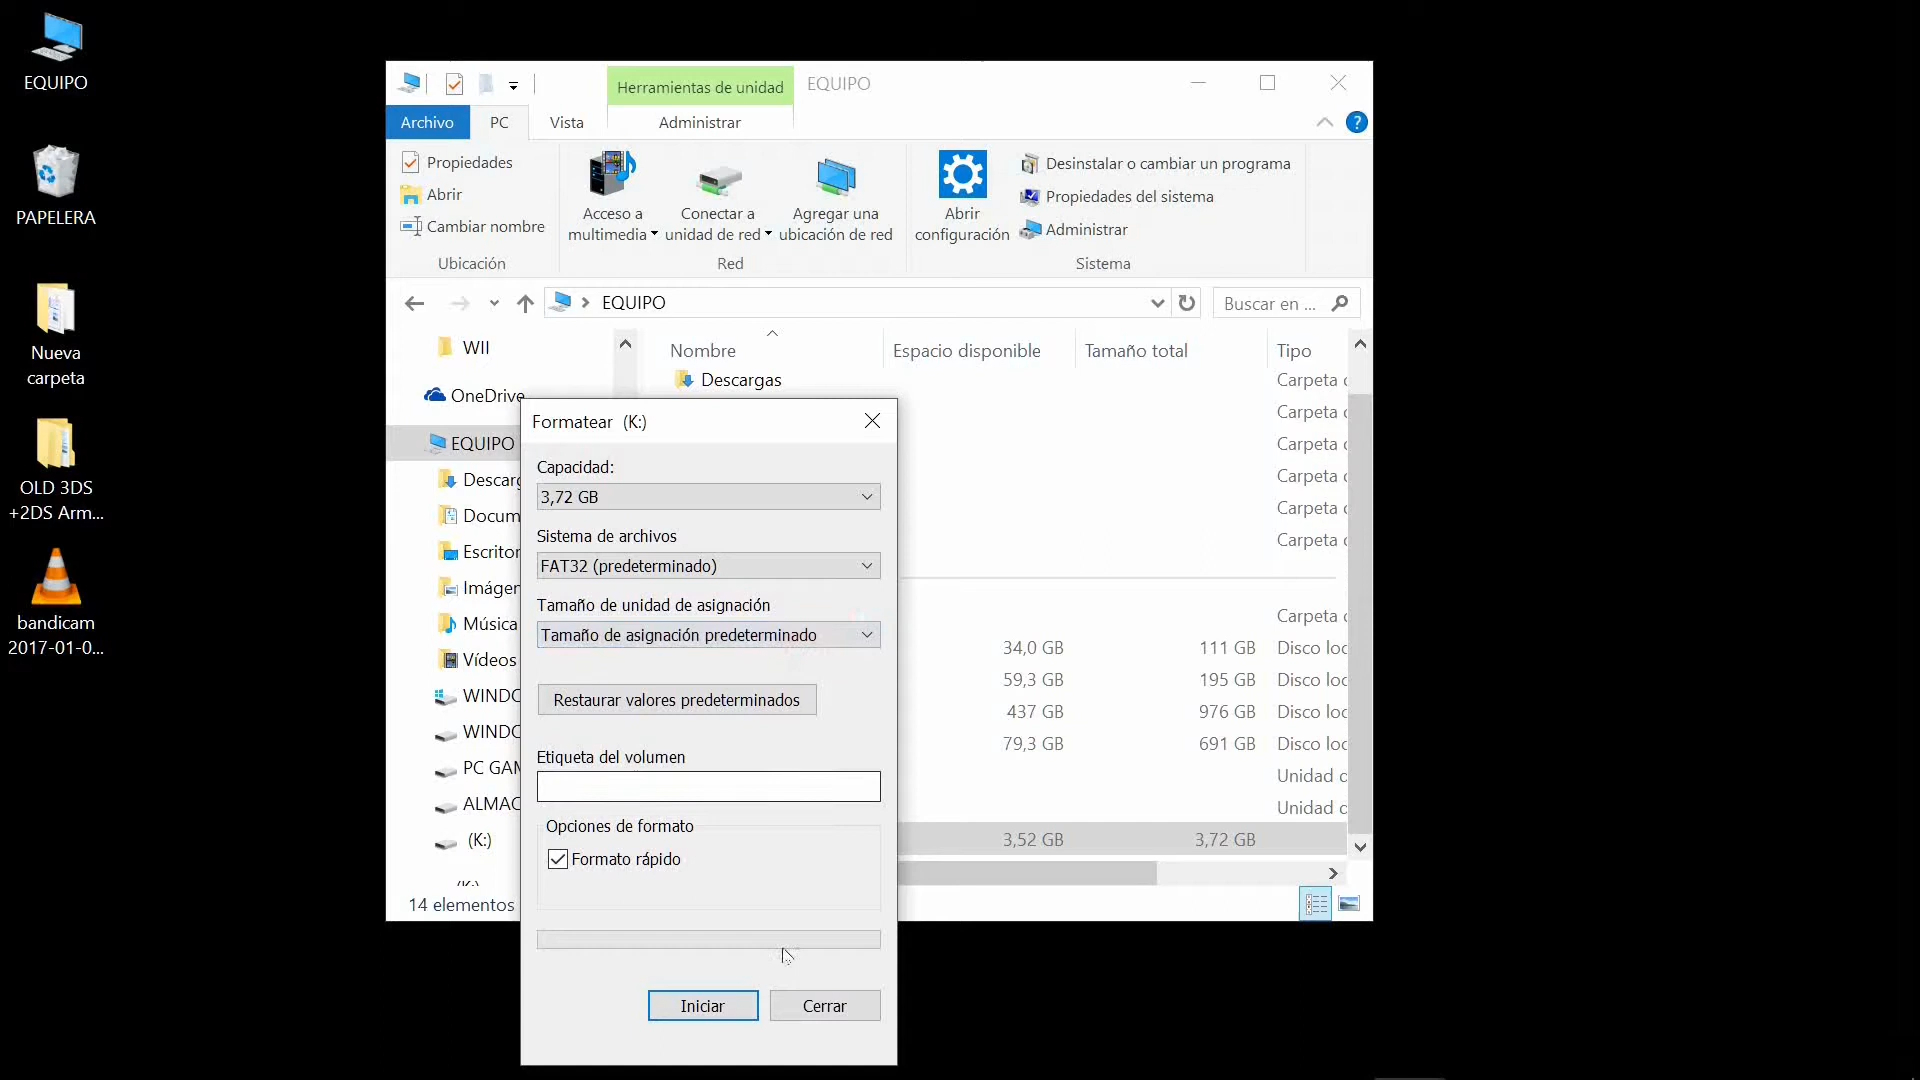 EQUIPO
PAPELERA
Nueva
carpeta
OLD 3DS
+2DS Arm...
bandicam
2017-01-0...
Herramientas de unidad
EQUIPO
Archivo
PC
Vista
Administrar
?
Propiedades
Abrir
Cambiar nombre
Ubicación
Acceso a
multimedia
Conectar a
unidad de red
Agregar una
ubicación de red
Red
Abrir
configuración
Desinstalar o cambiar un programa
Propiedades del sistema
Administrar
Sistema
EQUIPO
Buscar en ...
WII
OneDrive
EQUIPO
Descarg
Docum
Escritor
Imágen
Música
Vídeos
WINDO
WINDO
PC GAM
ALMAC
(K:)
14 elementos
Nombre
Espacio disponible
Tamaño total
Tipo
Descargas
Carpeta
Carpeta
Carpeta
Carpeta
Carpeta
Carpeta
Carpeta
34,0 GB
111 GB
Disco loc
59,3 GB
195 GB
Disco loc
437 GB
976 GB
Disco loc
79,3 GB
691 GB
Disco loc
Unidad
Unidad
3,52 GB
3,72 GB
Formatear (K:)
Capacidad:
3,72 GB
Sistema de archivos
FAT32 (predeterminado)
Tamaño de unidad de asignación
Tamaño de asignación predeterminado
Restaurar valores predeterminados
Etiqueta del volumen
Opciones de formato
Formato rápido
Iniciar
Cerrar